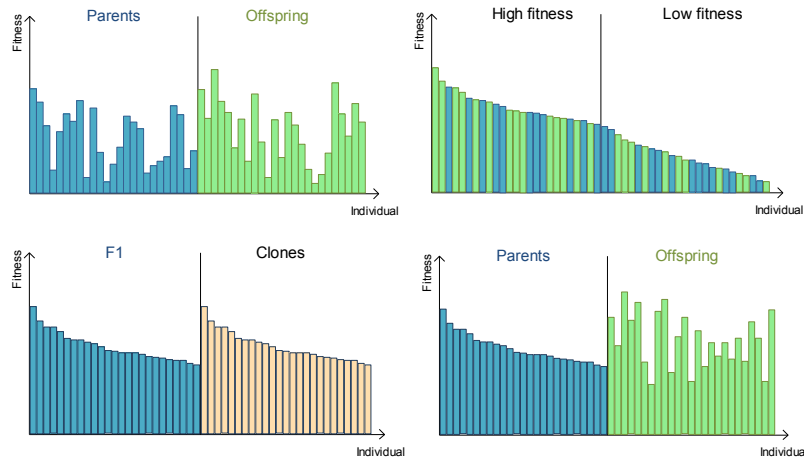 Fitness
Parents
Offspring
Individual
Fitness
High fitness
Low fitness
Individual
Fitness
F1
Clones
Individual
Fitness
Parents
Offspring
Individual